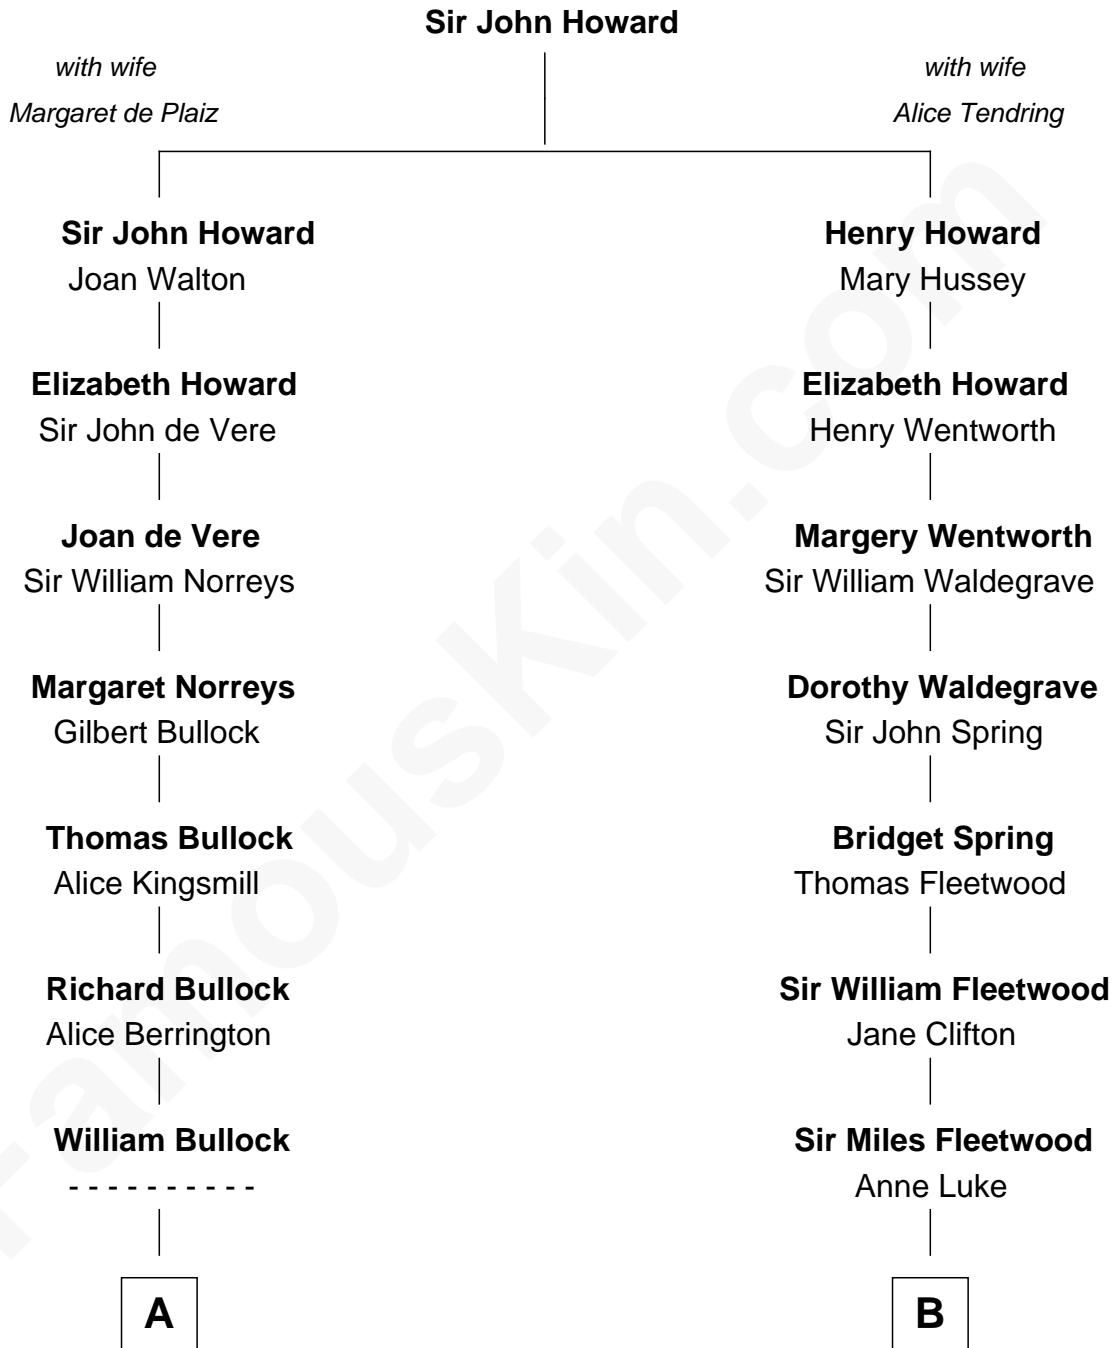 Sir John Howard
with wife
Margaret de Plaiz
with wife
Alice Tendring
Sir John Howard
Joan Walton
Henry Howard
Mary Hussey
Elizabeth Howard
Sir John de Vere
Elizabeth Howard
Henry Wentworth
Joan de Vere
Sir William Norreys
Margery Wentworth
Sir William Waldegrave
Margaret Norreys
Gilbert Bullock
Dorothy Waldegrave
Sir John Spring
Thomas Bullock
Alice Kingsmill
Bridget Spring
Thomas Fleetwood
Richard Bullock
Alice Berrington
Sir William Fleetwood
Jane Clifton
William Bullock
- - - - - - - - - -
Sir Miles Fleetwood
Anne Luke
A
B
FamousKin.com